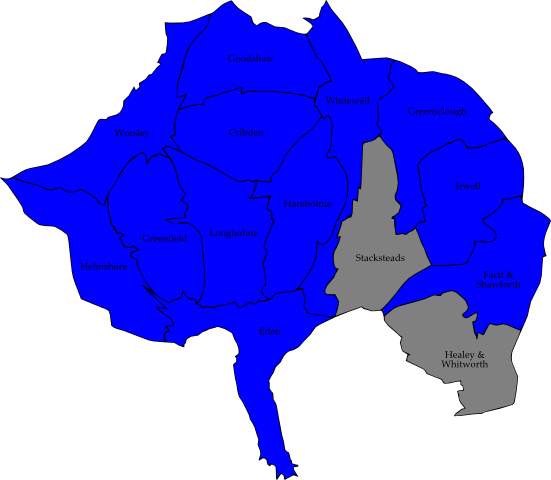 Goodshaw
Whitewell
Greensclough
Worsley
Cribden
Irwell
Hareholme
Longholme
Greenfield
Stacksteads
Helmshore
Facit &
Shawforth
Eden
Healey &
Whitworth